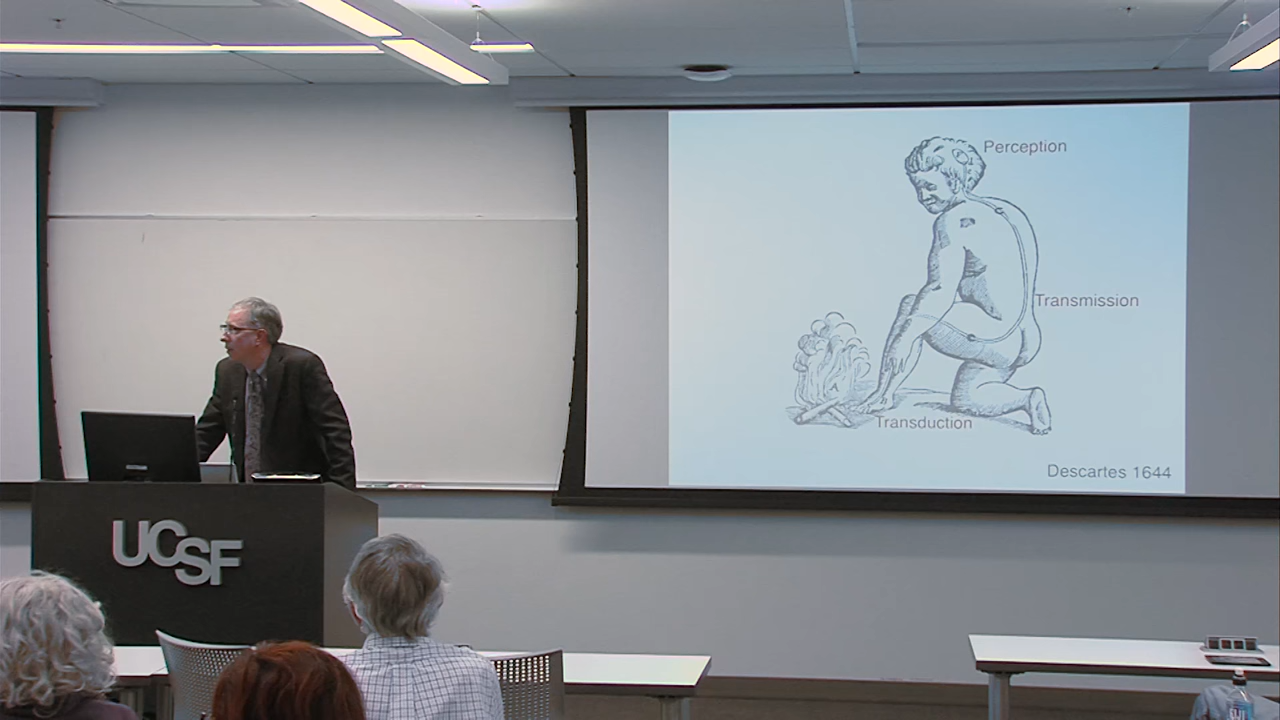 Perception
Transmission
Transduction
Descartes 1644
UCSF